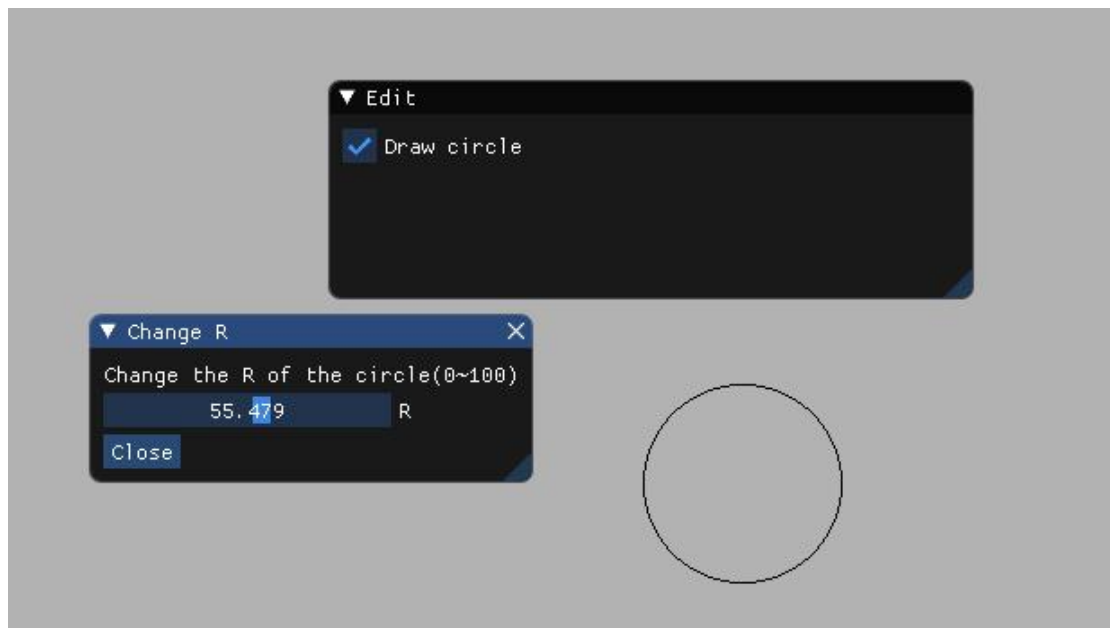 Edit
Draw circle
Change R
Change the R of the circle(0~100)
55.479 R
Close